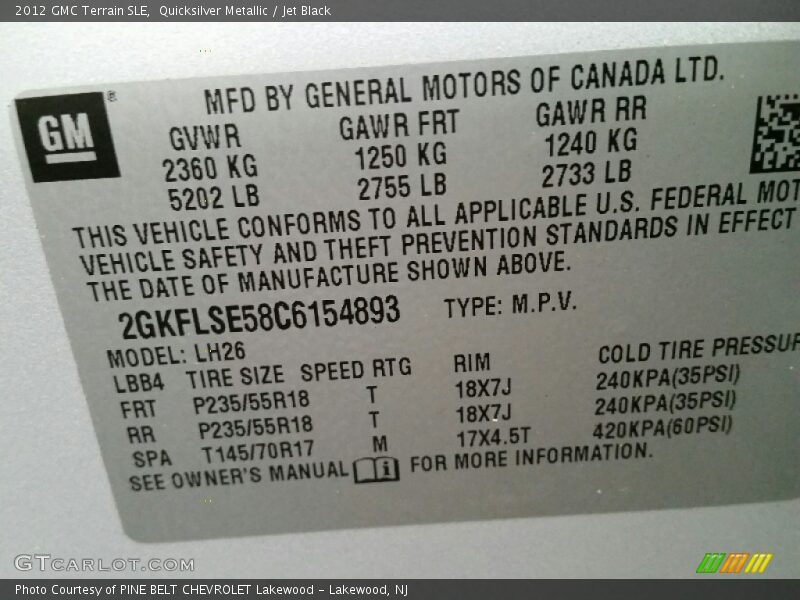 2012 GMC Terrain SLE,  Quicksilver Metallic / Jet Black
GM®
MFD BY GENERAL MOTORS OF CANADA LTD.
GVWR GAWR FRT GAWR RR
2360 KG 1250 KG 1240 KG
5202 LB 2755 LB 2733 LB
THIS VEHICLE CONFORMS TO ALL APPLICABLE U.S. FEDERAL MOT
VEHICLE SAFETY AND THEFT PREVENTION STANDARDS IN EFFECT
THE DATE OF MANUFACTURE SHOWN ABOVE.
2GKFLSE58C6154893 TYPE: M.P.V.
MODEL: LH26
LBB4 TIRE SIZE SPEED RTG RIM COLD TIRE PRESSUR
FRT P235/55R18 T 18X7J 240KPA(35PSI)
RR P235/55R18 T 18X7J 240KPA(35PSI)
SPA T145/70R17 M 17X4.5T 420KPA(60PSI)
SEE OWNER'S MANUAL FOR MORE INFORMATION.
GTCARLOT.COM
Photo Courtesy of PINE BELT CHEVROLET Lakewood - Lakewood, NJ